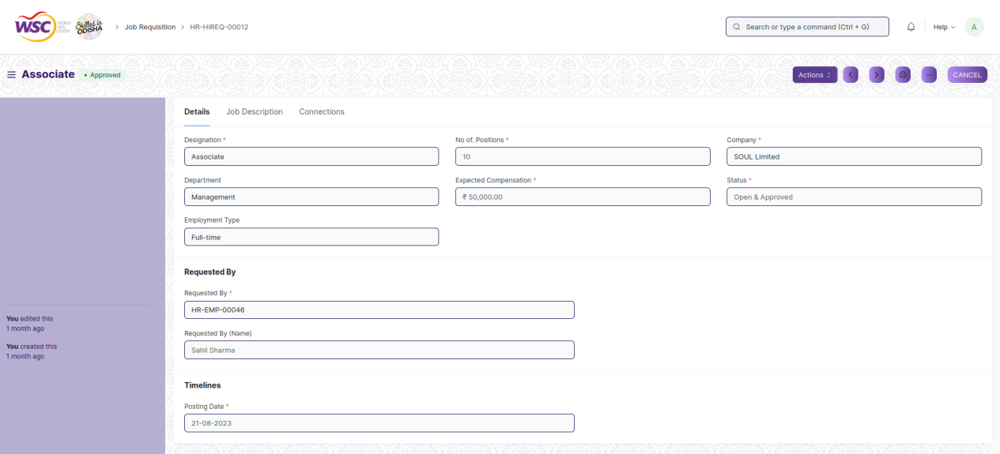 WSC WORLD SKILL CENTER Skilled in ODISHA > Job Requisition > HR-HIREQ-00012 Search or type a command (Ctrl + G) Help A
Associate • Approved Actions CANCEL
Details Job Description Connections
Designation * No of. Positions * Company *
Associate 10 SOUL Limited
Department Expected Compensation * Status *
Management ₹ 50,000.00 Open & Approved
Employment Type
Full-time
Requested By
Requested By *
HR-EMP-00046
Requested By (Name)
Sahil Sharma
Timelines
Posting Date *
21-08-2023
You edited this
1 month ago
You created this
1 month ago